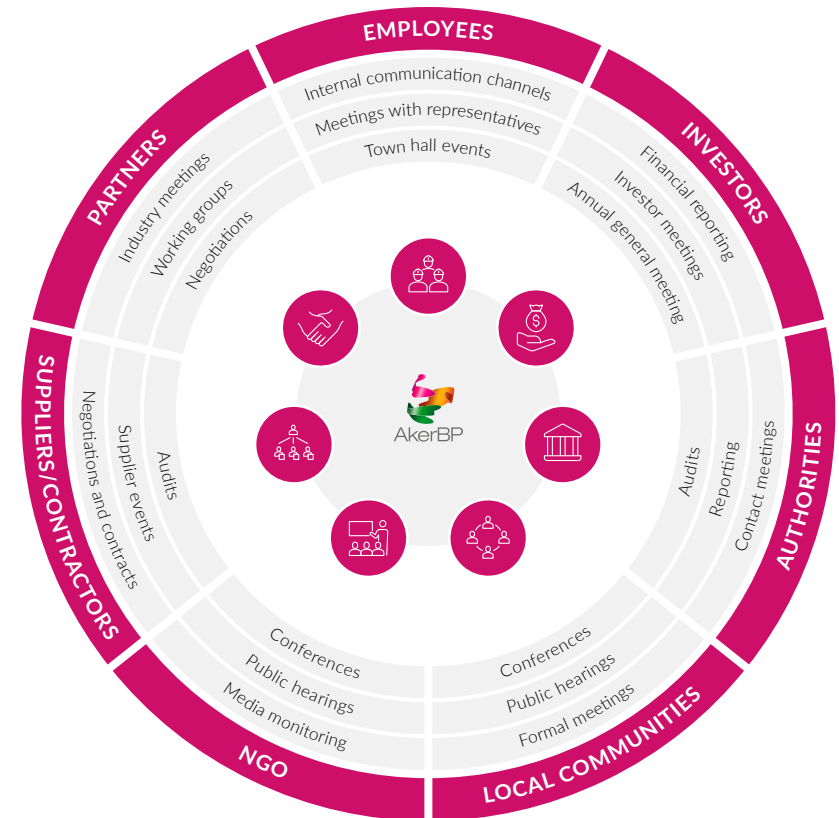 EMPLOYEES
Internal communication channels
Meetings with representatives
Town hall events
INVESTORS
Financial reporting
Investor meetings
Annual general meeting
AUTHORITIES
Contact meetings
Reporting
Audits
LOCAL COMMUNITIES
Conferences
Public hearings
Formal meetings
NGO
Conferences
Public hearings
Media monitoring
SUPPLIERS/CONTRACTORS
Negotiations and contracts
Supplier events
Audits
PARTNERS
Industry meetings
Working groups
Negotiations
$
AkerBP